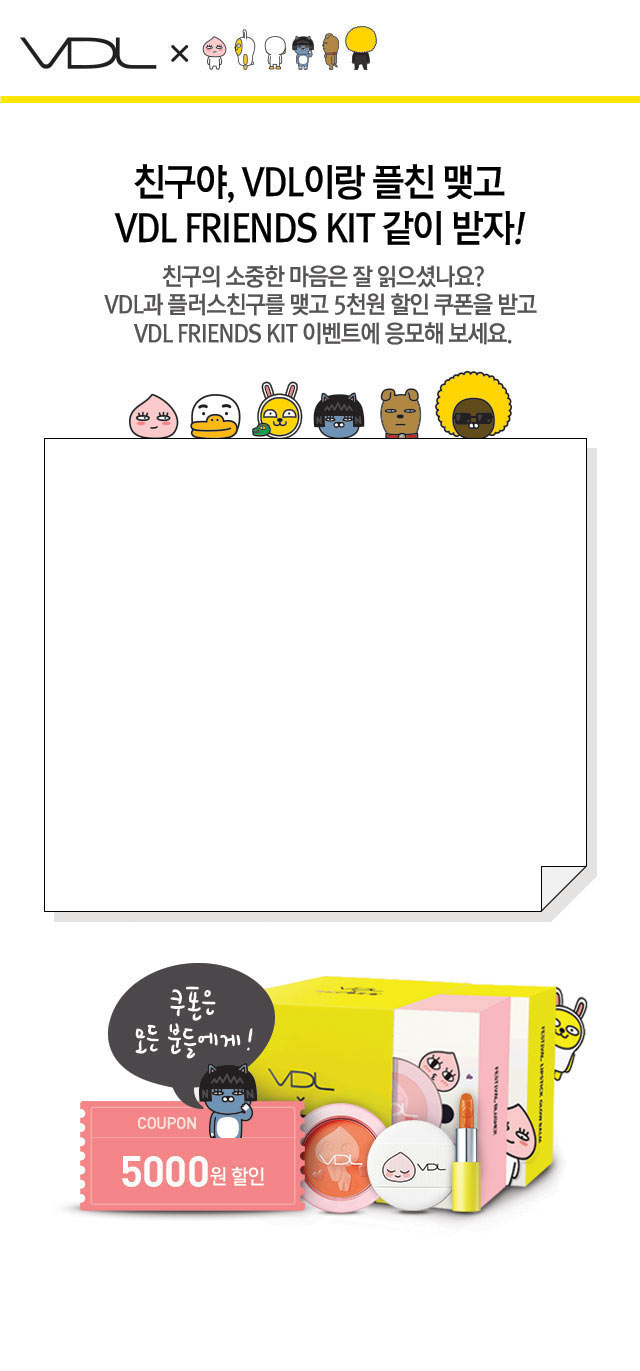 VDL ×
친구야, VDL이랑 플친 맺고
VDL FRIENDS KIT 같이 받자!
친구의 소중한 마음은 잘 읽으셨나요?
VDL과 플러스친구를 맺고 5천원 할인 쿠폰을 받고
VDL FRIENDS KIT 이벤트에 응모해 보세요.
쿠폰은
모든 분들에게!
COUPON
5000원 할인
VDL
VDL
×
VDL
VDL
FESTIVAL BLUSHER
FESTIVAL LIPSTICK GLOW BALM